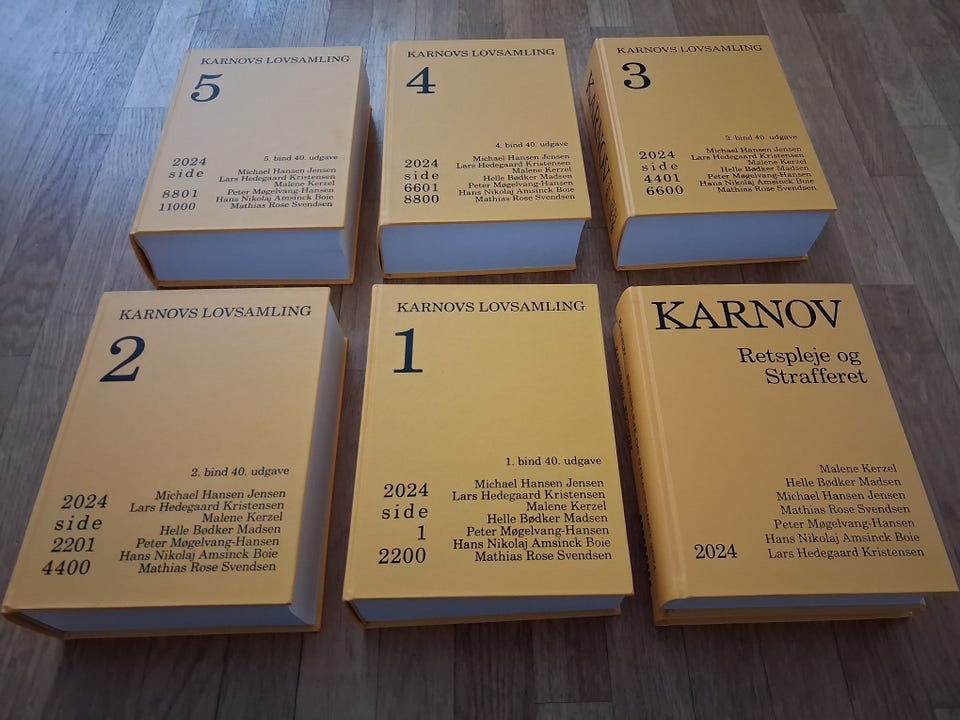 KARNOVS LOVSAMLING
5
5. bind 40. udgave
2024
side
8801
11000
Michael Hansen Jensen
Lars Hedegaard Kristensen
Malene Kerzel
Peter Møgelvang-Hansen
Hans Nikolaj Amsinck Boie
Mathias Rose Svendsen
KARNOVS LOVSAMLING
4
4. bind 40. udgave
2024
side
6601
8800
Michael Hansen Jensen
Lars Hedegaard Kristensen
Malene Kerzel
Helle Bødker Madsen
Peter Møgelvang-Hansen
Hans Nikolaj Amsinck Boie
Mathias Rose Svendsen
KARNOVS LOVSAMLING
3
3. bind 40. udgave
2024
side
4401
6600
Michael Hansen Jensen
Lars Hedegaard Kristensen
Malene Kerzel
Helle Bødker Madsen
Peter Møgelvang-Hansen
Hans Nikolaj Amsinck Boie
Mathias Rose Svendsen
KARNOVS LOVSAMLING
2
2. bind 40. udgave
2024
side
2201
4400
Michael Hansen Jensen
Lars Hedegaard Kristensen
Malene Kerzel
Helle Bødker Madsen
Peter Møgelvang-Hansen
Hans Nikolaj Amsinck Boie
Mathias Rose Svendsen
KARNOVS LOVSAMLING
1
1. bind 40. udgave
2024
side
1
2200
Michael Hansen Jensen
Lars Hedegaard Kristensen
Malene Kerzel
Helle Bødker Madsen
Peter Møgelvang-Hansen
Hans Nikolaj Amsinck Boie
Mathias Rose Svendsen
KARNOV
Retspleje og
Strafferet
Malene Kerzel
Helle Bødker Madsen
Michael Hansen Jensen
Mathias Rose Svendsen
Peter Møgelvang-Hansen
Hans Nikolaj Amsinck Boie
Lars Hedegaard Kristensen
2024